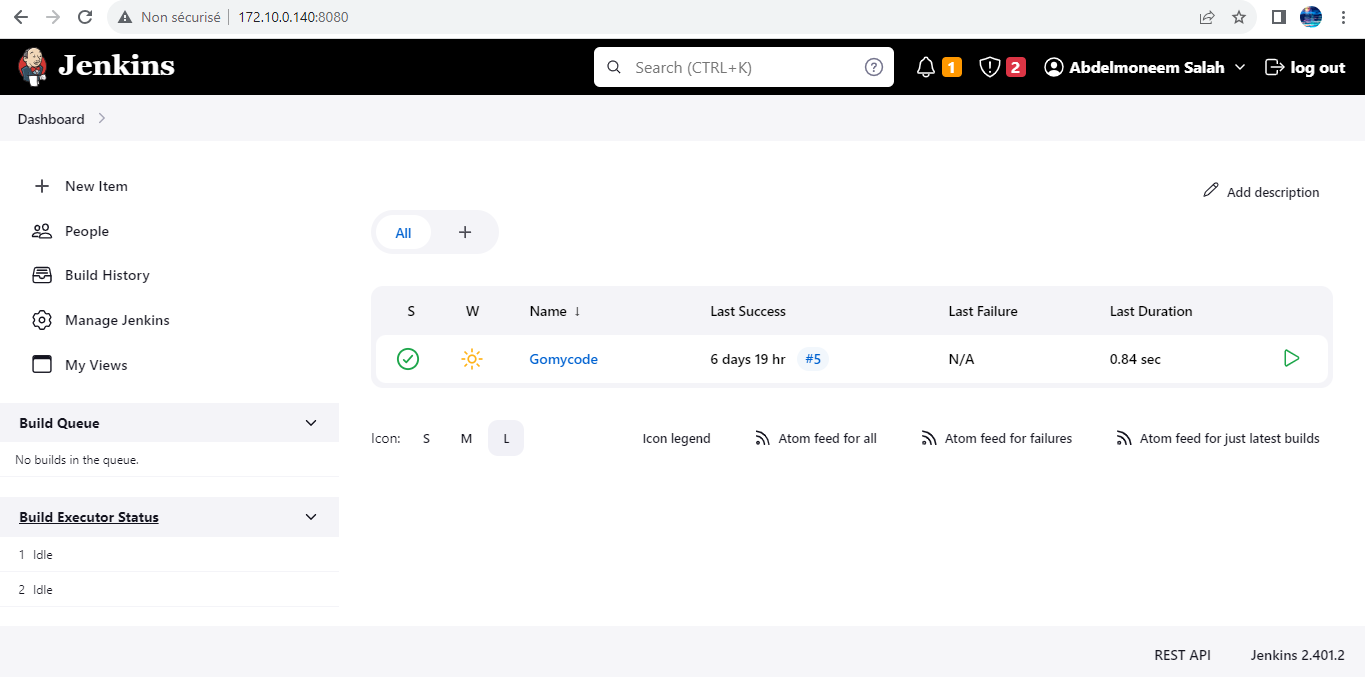 Non sécurisé 172.10.0.140:8080
Jenkins Search (CTRL+K) ? 1 2 Abdelmoneem Salah log out
Dashboard
New Item
People
Build History
Manage Jenkins
My Views
Build Queue
No builds in the queue.
Build Executor Status
1 Idle
2 Idle
Add description
All +
S W Name ↓ Last Success Last Failure Last Duration
Gomycode 6 days 19 hr #5 N/A 0.84 sec
Icon: S M L Icon legend Atom feed for all Atom feed for failures Atom feed for just latest builds
REST API Jenkins 2.401.2